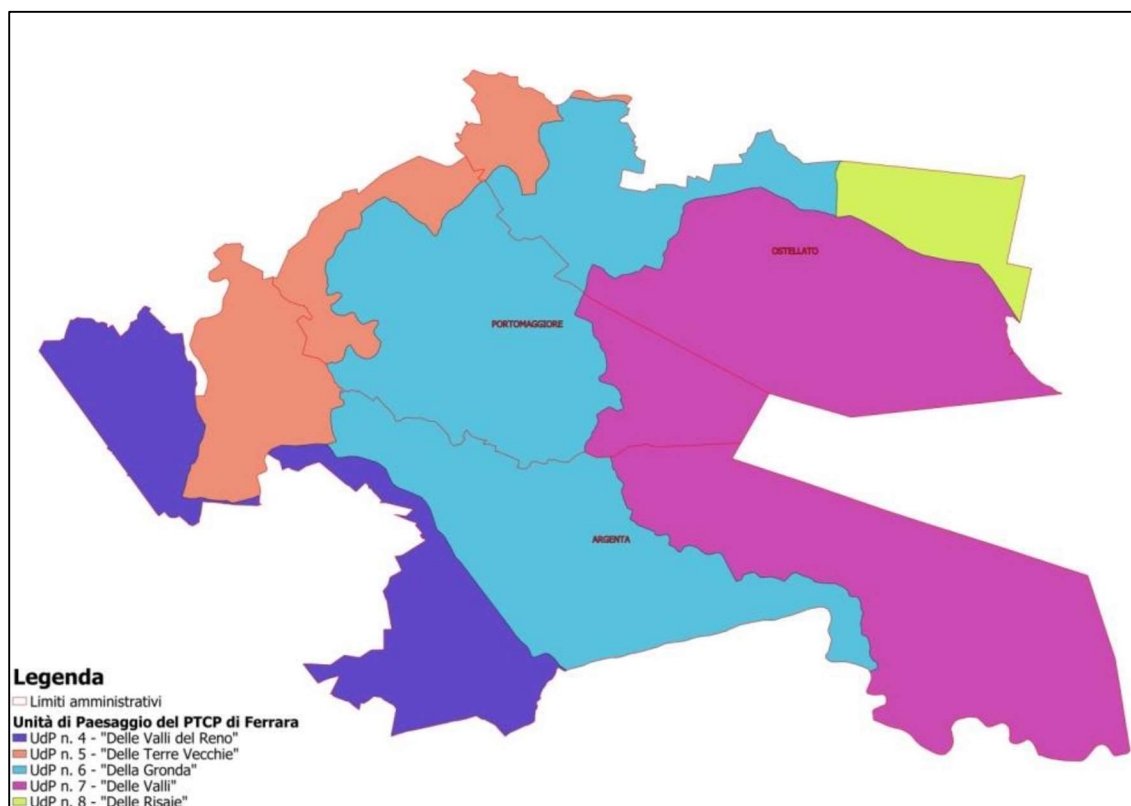 OSTELLATO
PORTOMAGGIORE
ARGENTA
Legenda
Limiti amministrativi
Unità di Paesaggio del PTCP di Ferrara
UdP n. 4 - "Delle Valli del Reno"
UdP n. 5 - "Delle Terre Vecchie"
UdP n. 6 - "Della Gronda"
UdP n. 7 - "Delle Valli"
UdP n. 8 - "Delle Risaie"